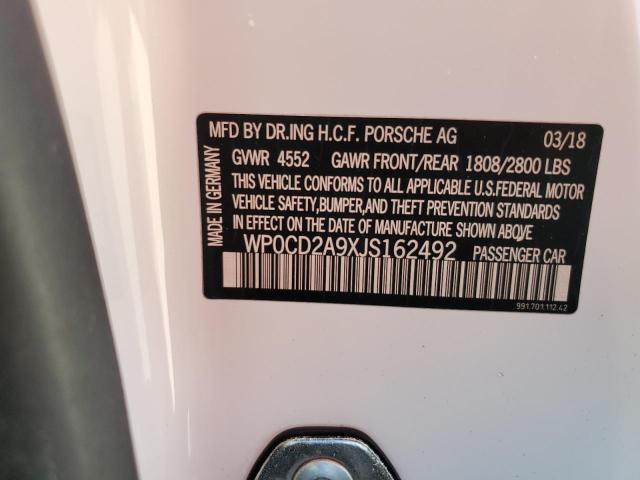 MFD BY DR.ING H.C.F. PORSCHE AG 03/18
GVWR 4552 GAWR FRONT/REAR 1808/2800 LBS
THIS VEHICLE CONFORMS TO ALL APPLICABLE U.S.FEDERAL MOTOR
VEHICLE SAFETY,BUMPER,AND THEFT PREVENTION STANDARDS
IN EFFECT ON THE DATE OF MANUFACTURE SHOWN ABOVE
WP0CD2A9XJS162492 PASSENGER CAR
991.701.112.42
MADE IN GERMANY